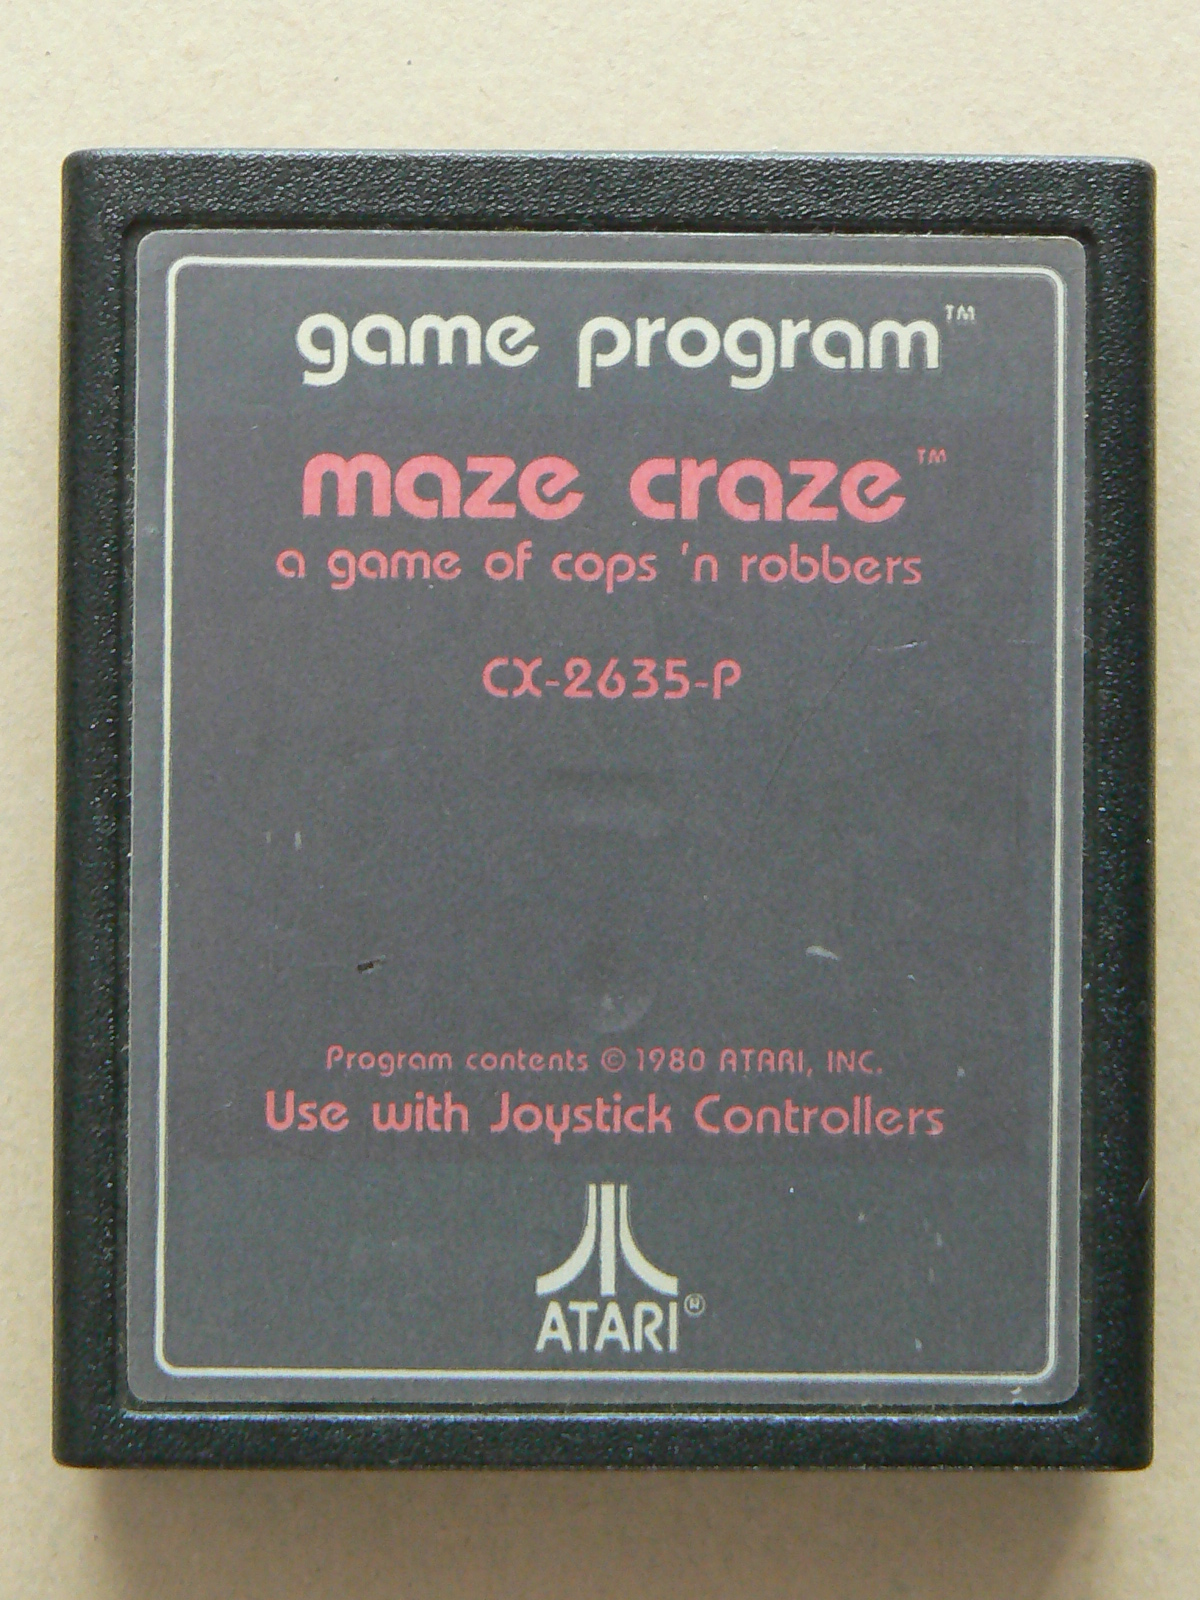 game program™
maze craze™
a game of cops 'n robbers
CX-2635-P
Program contents © 1980 ATARI, INC.
Use with Joystick Controllers
ATARI®